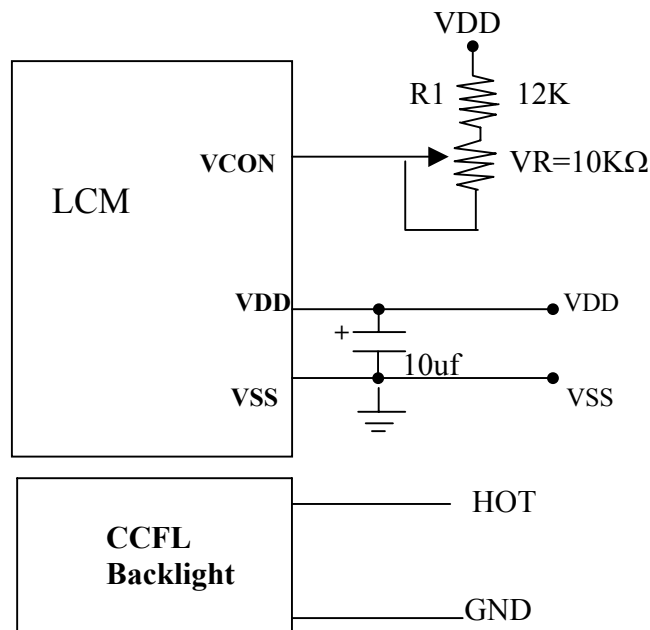 VDD
R1 12K
VCON
VR=10KΩ
LCM
VDD
VDD
+
10uf
VSS
VSS
HOT
CCFL
Backlight
GND